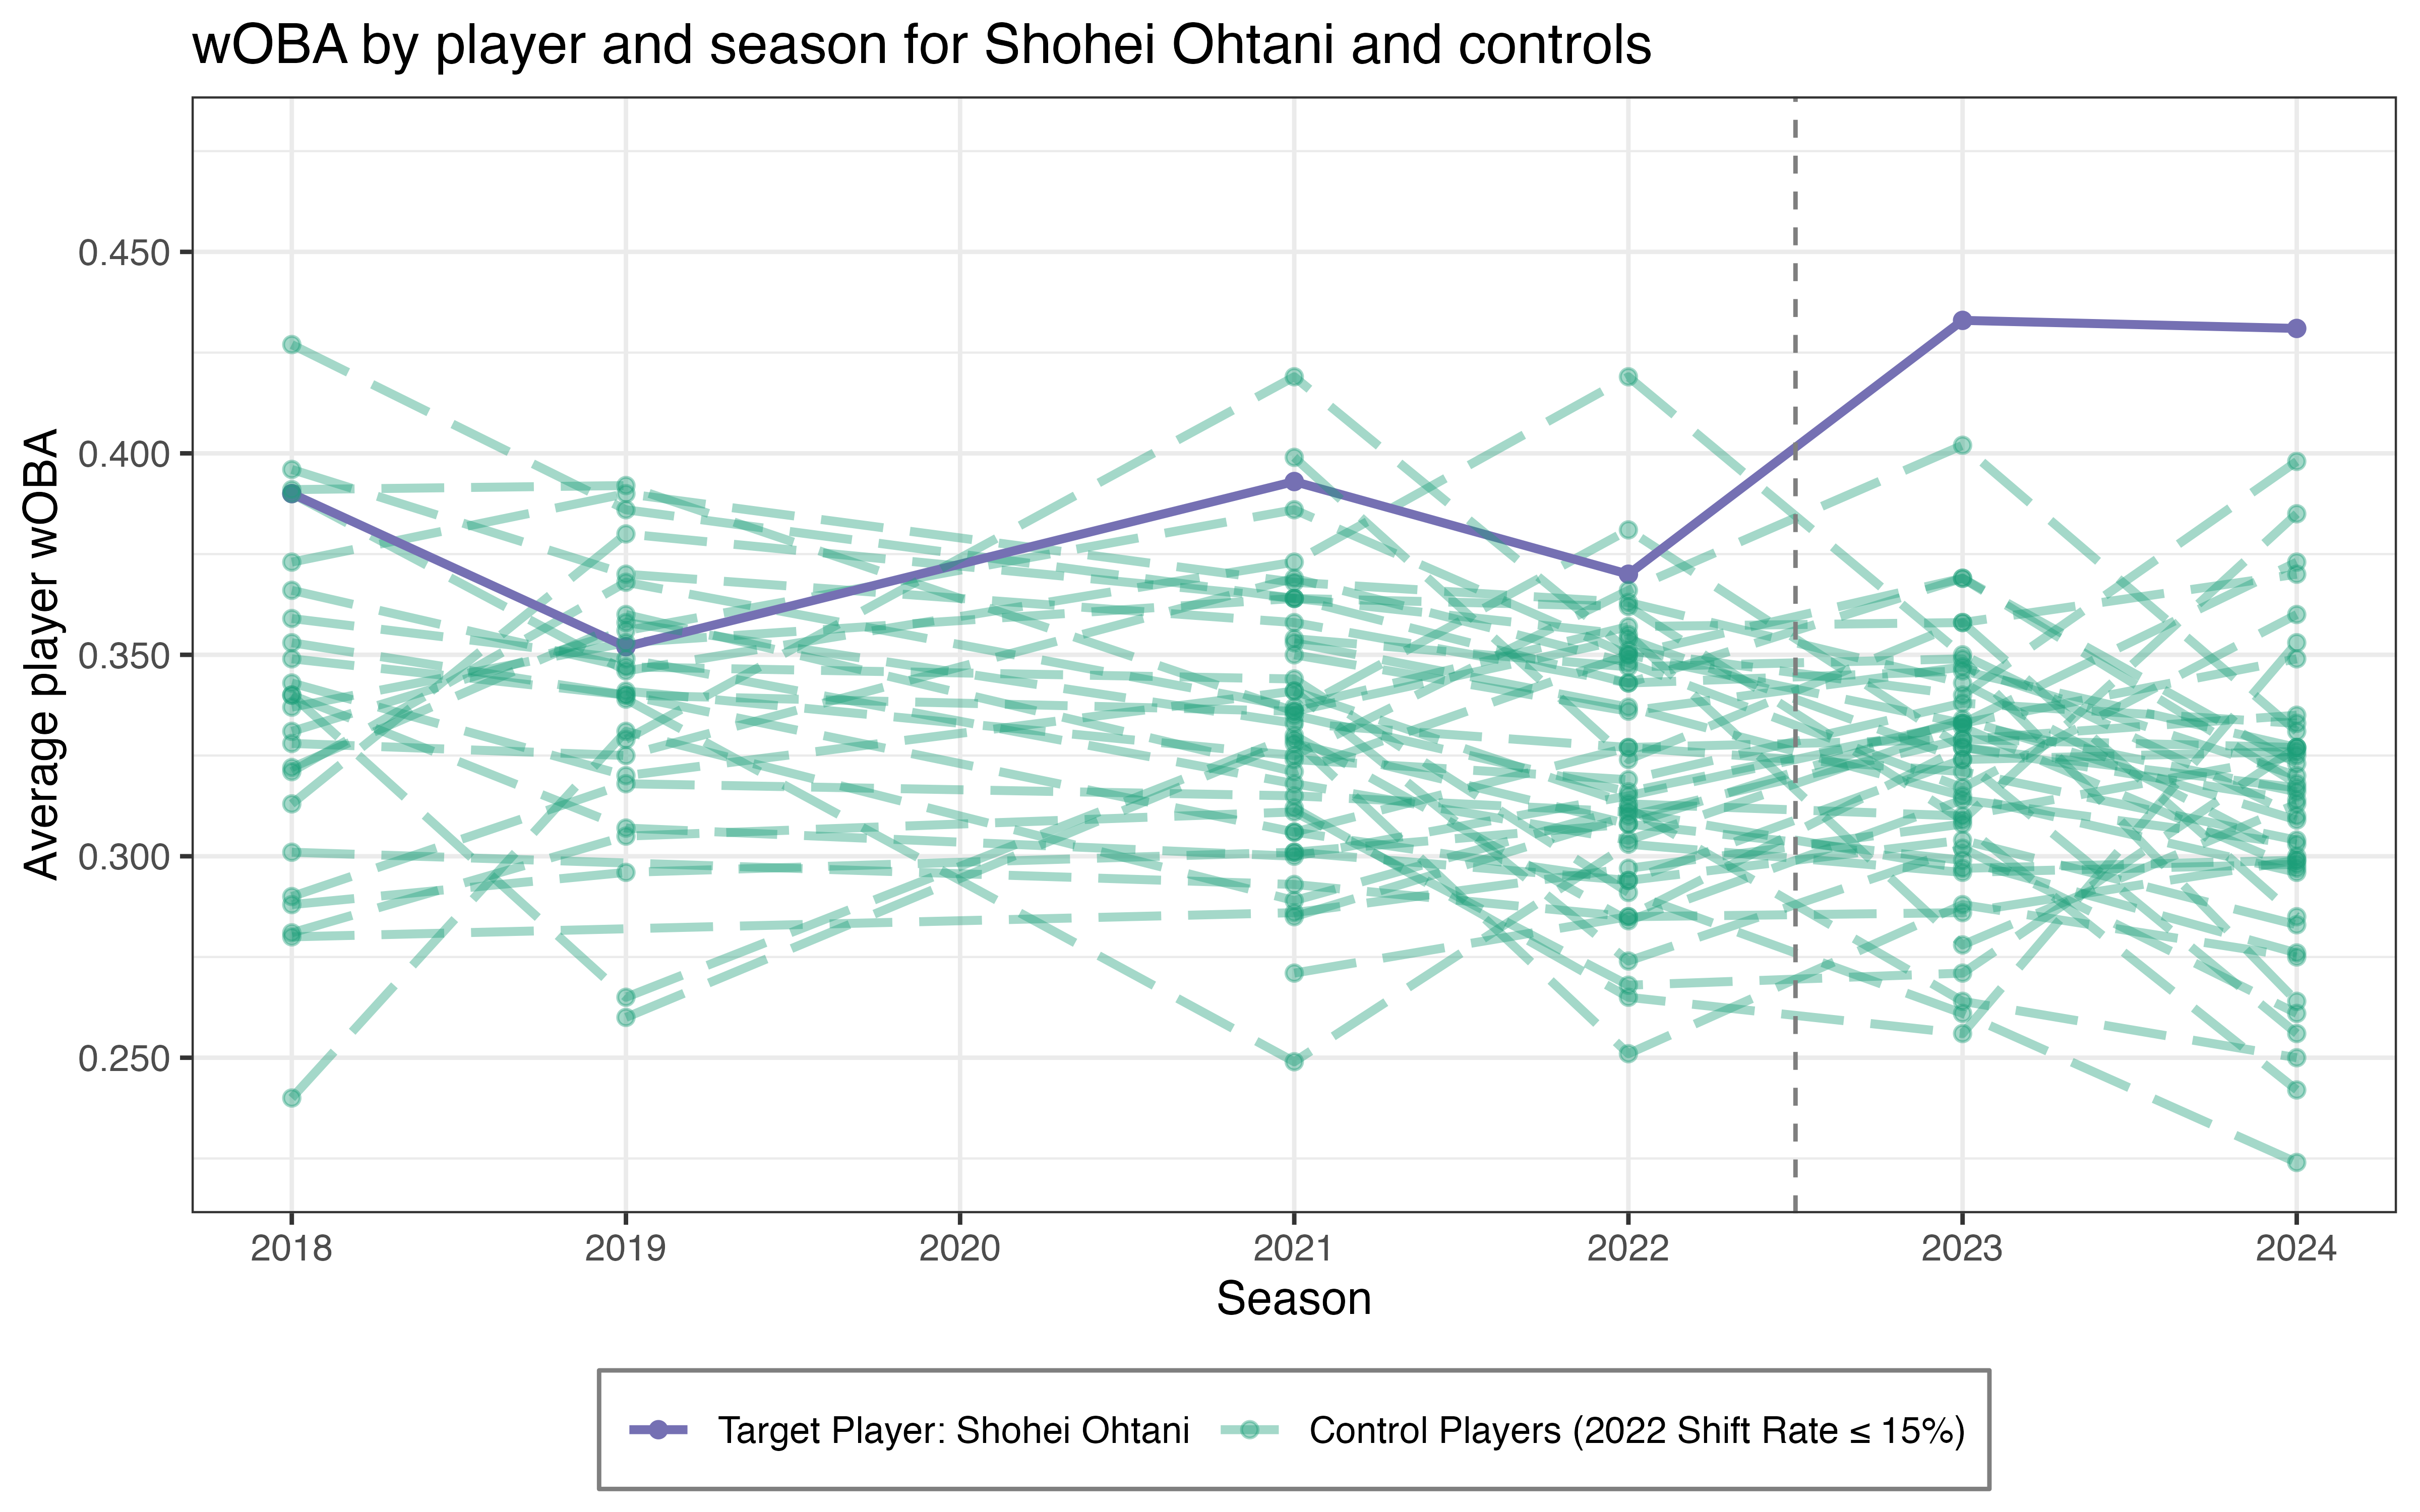 wOBA by player and season for Shohei Ohtani and controls
Average player wOBA
0.450
0.400
0.350
0.300
0.250
2018 2019 2020 2021 2022 2023 2024
Season
Target Player: Shohei Ohtani Control Players (2022 Shift Rate ≤ 15%)